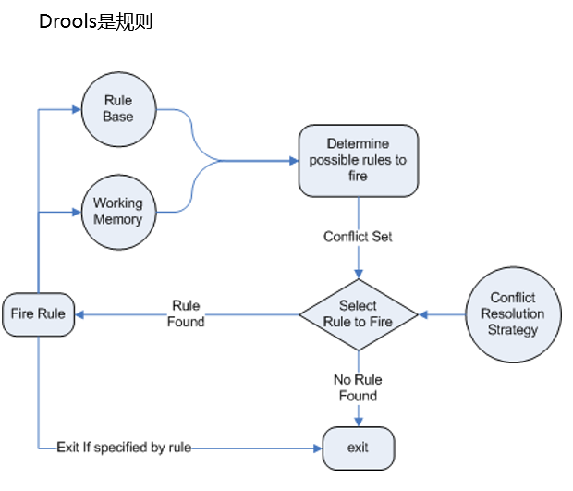 Drools是规则
Rule
Base
Determine
possible rules to
fire
Working
Memory
Conflict Set
Fire Rule
Rule
Found
Select
Rule to Fire
Conflict
Resolution
Strategy
No Rule
Found
Exit If specified by rule
exit